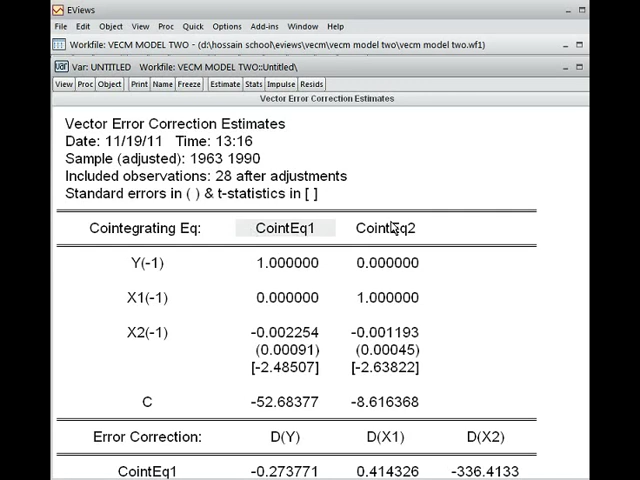 EViews
File Edit Object View Proc Quick Options Add-ins Window Help
Workfile: VECM MODEL TWO - (d:\hossain school\eviews\vecm\vecm model two\vecm model two.wf1)
Var: UNTITLED Workfile: VECM MODEL TWO::Untitled\
View Proc Object Print Name Freeze Estimate Stats Impulse Resids
Vector Error Correction Estimates
Vector Error Correction Estimates
Date: 11/19/11 Time: 13:16
Sample (adjusted): 1963 1990
Included observations: 28 after adjustments
Standard errors in ( ) & t-statistics in [ ]
Cointegrating Eq: CointEq1 CointEq2
Y(-1) 1.000000 0.000000
X1(-1) 0.000000 1.000000
X2(-1) -0.002254 -0.001193
(0.00091) (0.00045)
[-2.48507] [-2.63822]
C -52.68377 -8.616368
Error Correction: D(Y) D(X1) D(X2)
CointEq1 -0.273771 0.414326 -336.4133